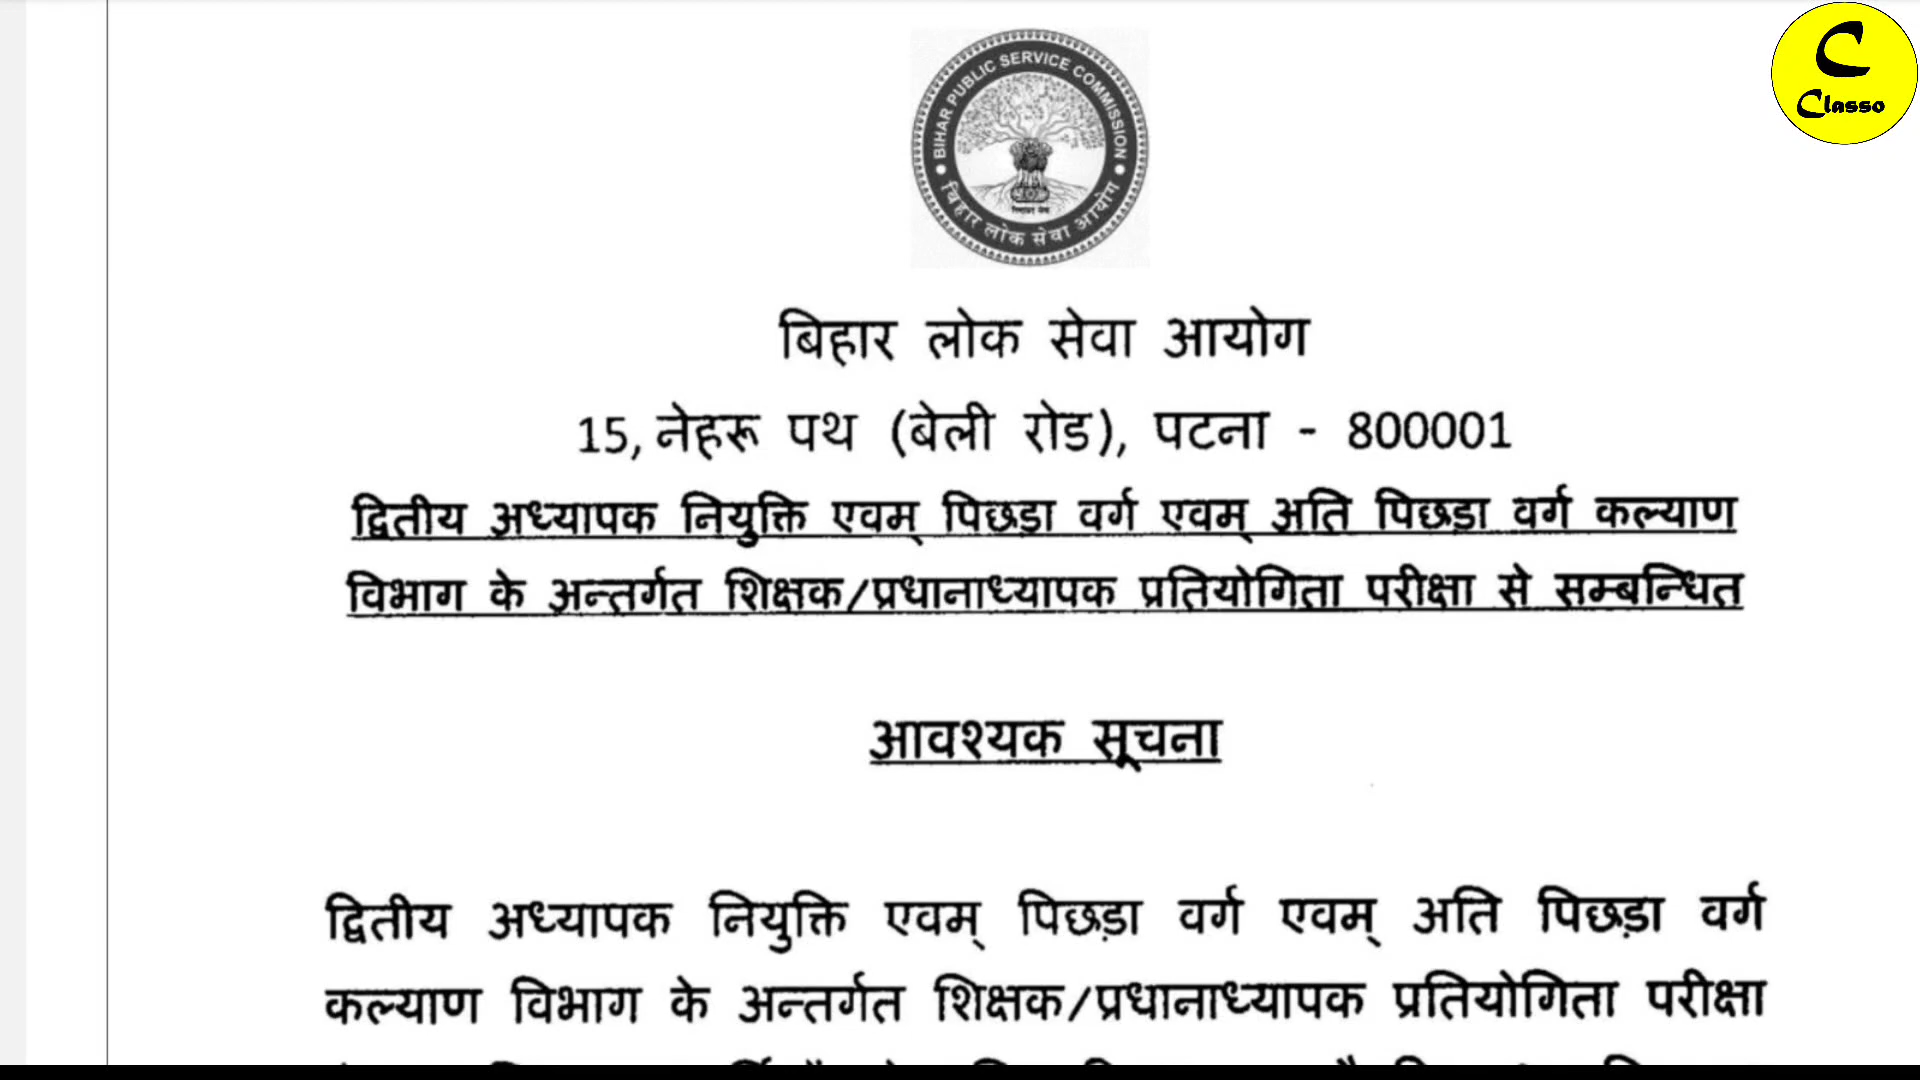 BIHAR PUBLIC SERVICE COMMISSION
बिहार लोक सेवा आयोग
C
Classo
बिहार लोक सेवा आयोग
15, नेहरू पथ (बेली रोड), पटना - 800001
द्वितीय अध्यापक नियुक्ति एवम् पिछड़ा वर्ग एवम् अति पिछड़ा वर्ग कल्याण
विभाग के अन्तर्गत शिक्षक/प्रधानाध्यापक प्रतियोगिता परीक्षा से सम्बन्धित
आवश्यक सूचना
द्वितीय अध्यापक नियुक्ति एवम् पिछड़ा वर्ग एवम् अति पिछड़ा वर्ग
कल्याण विभाग के अन्तर्गत शिक्षक/प्रधानाध्यापक प्रतियोगिता परीक्षा